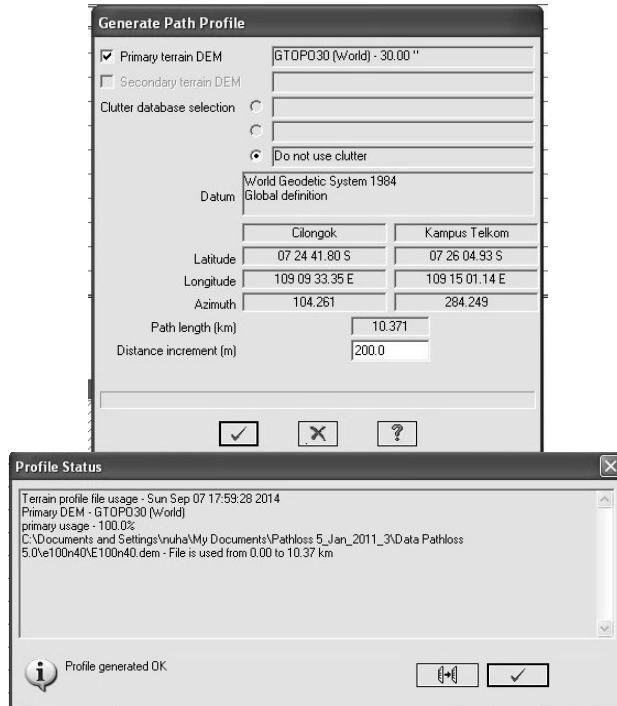 Generate Path Profile
Primary terrain DEM GTOPO30 (World) - 30.00 "
Secondary terrain DEM
Clutter database selection
Do not use clutter
Datum World Geodetic System 1984
Global definition
Cilongok Kampus Telkom
Latitude 07 24 41.80 S 07 26 04.93 S
Longitude 109 09 33.35 E 109 15 01.14 E
Azimuth 104.261 284.249
Path length (km) 10.371
Distance increment (m) 200.0
Profile Status
Terrain profile file usage - Sun Sep 07 17:59:28 2014
Primary DEM - GTOPO30 (World)
primary usage - 100.0%
C:\Documents and Settings\nuha\My Documents\Pathloss 5_Jan_2011_3\Data Pathloss
5.0\e100n40\E100n40.dem - File is used from 0.00 to 10.37 km
Profile generated OK